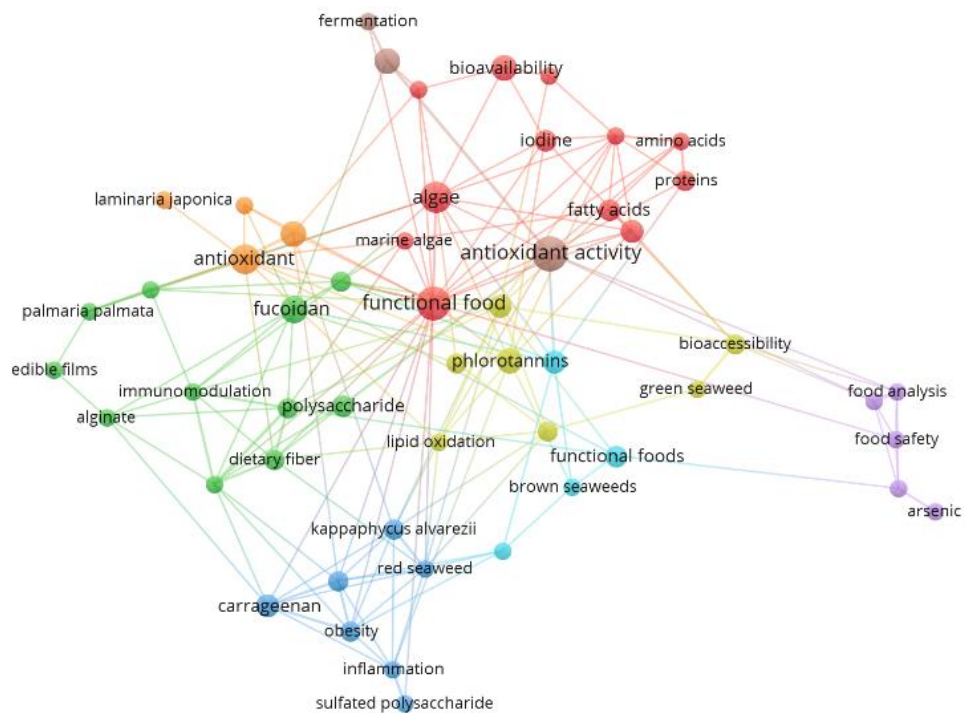 fermentation
bioavailability
iodine
amino acids
proteins
laminaria japonica
algae
fatty acids
marine algae
antioxidant
antioxidant activity
palmaria palmata
fucoidan
functional food
bioaccessibility
edible films
phlorotannins
immunomodulation
green seaweed
food analysis
alginate
polysaccharide
lipid oxidation
food safety
dietary fiber
functional foods
brown seaweeds
arsenic
kappaphycus alvarezii
red seaweed
carrageenan
obesity
inflammation
sulfated polysaccharide